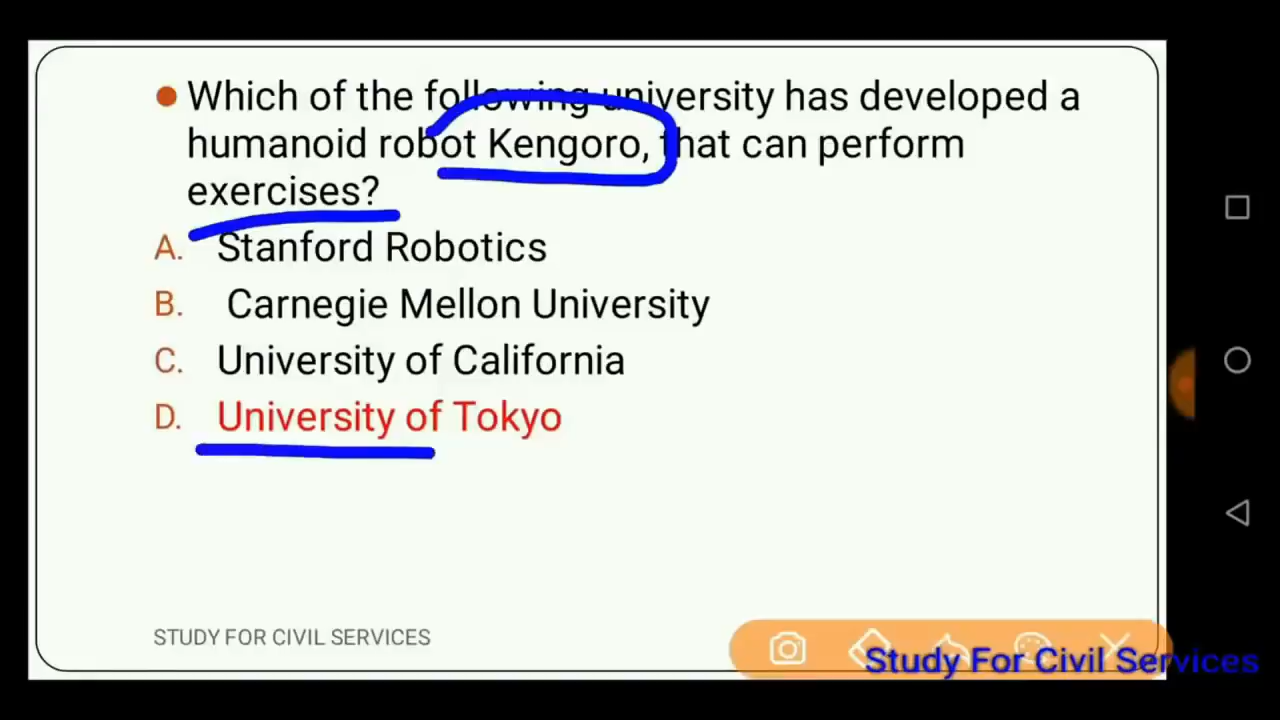 Which of the following university has developed a
humanoid robot Kengoro, that can perform
exercises?
A. Stanford Robotics
B. Carnegie Mellon University
C. University of California
D. University of Tokyo
STUDY FOR CIVIL SERVICES
Study For Civil Services